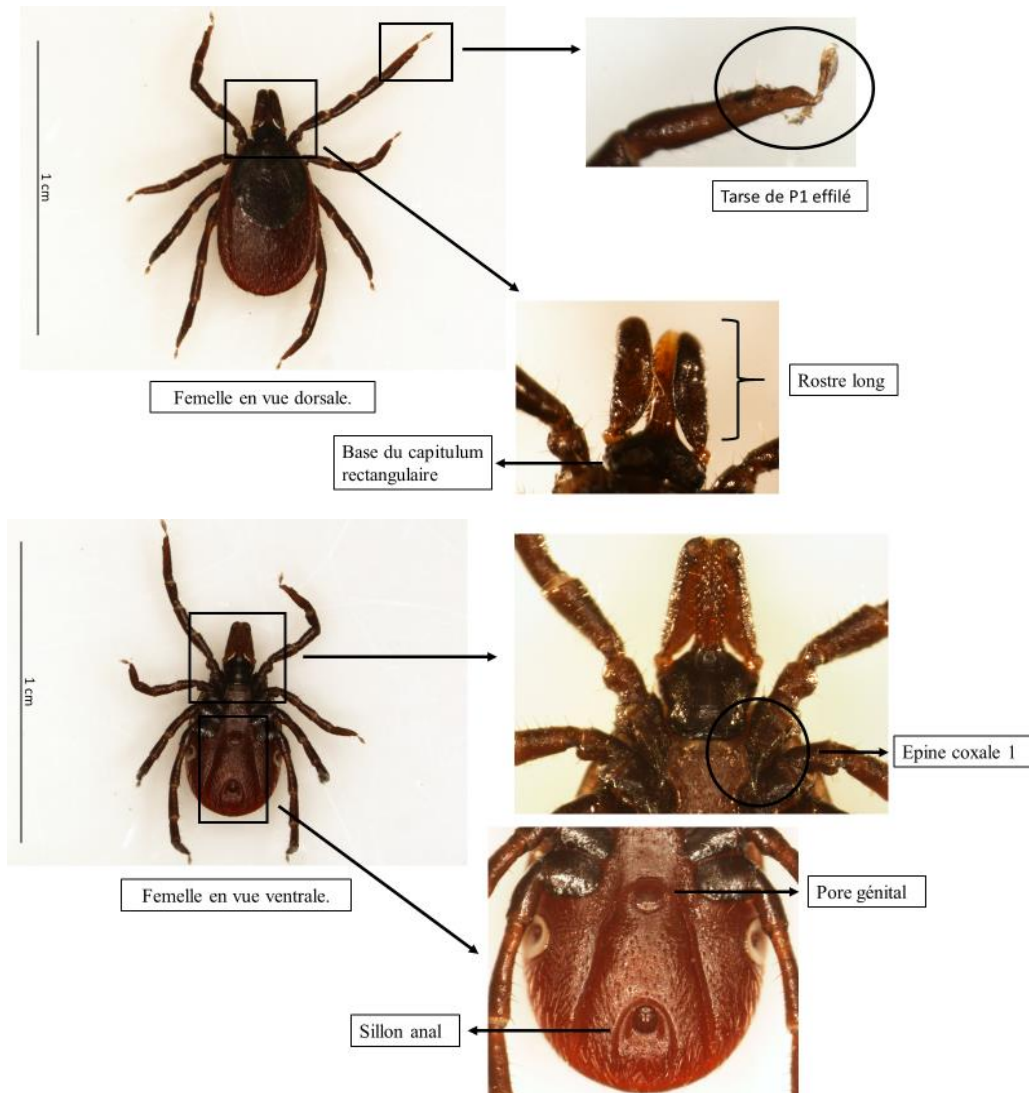 1 cm
Tarse de P1 effilé
Femelle en vue dorsale.
Rostre long
Base du capitulum
rectangulaire
1 cm
Epine coxale 1
Femelle en vue ventrale.
Pore génital
Sillon anal